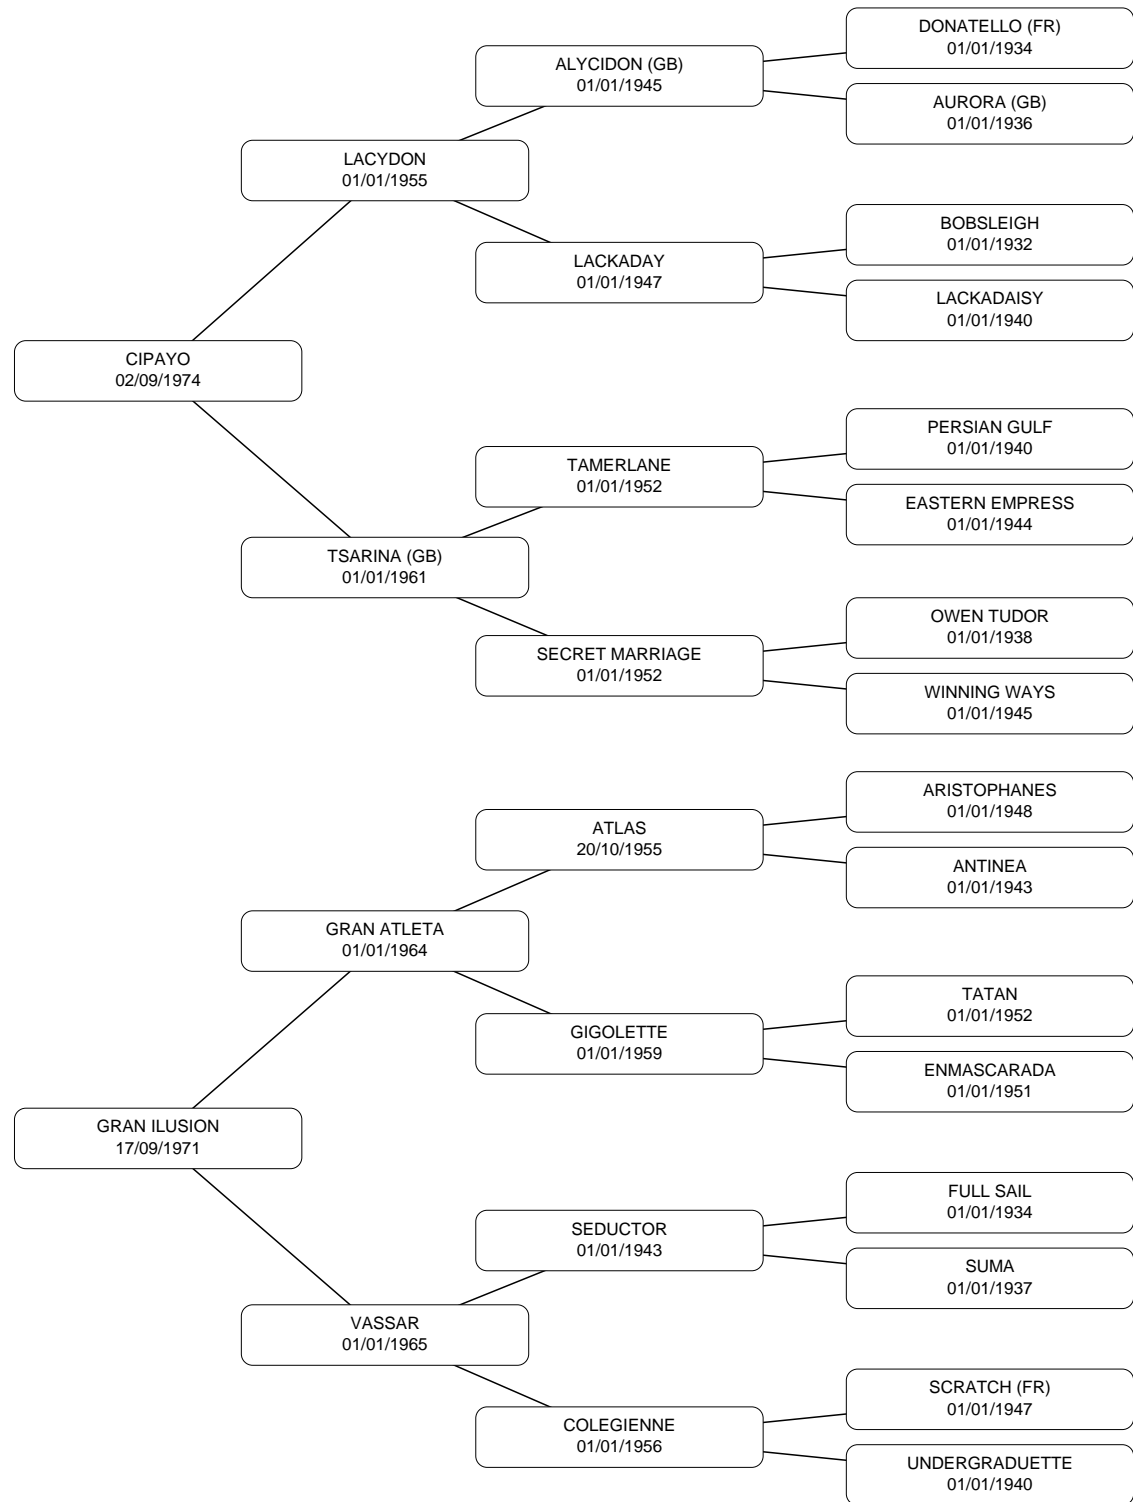 DONATELLO (FR)
01/01/1934
ALYCIDON (GB)
01/01/1945
AURORA (GB)
01/01/1936
LACYDON
01/01/1955
BOBSLEIGH
01/01/1932
LACKADAY
01/01/1947
LACKADAISY
01/01/1940
CIPAYO
02/09/1974
PERSIAN GULF
01/01/1940
TAMERLANE
01/01/1952
EASTERN EMPRESS
01/01/1944
TSARINA (GB)
01/01/1961
OWEN TUDOR
01/01/1938
SECRET MARRIAGE
01/01/1952
WINNING WAYS
01/01/1945
ARISTOPHANES
01/01/1948
ATLAS
20/10/1955
ANTINEA
01/01/1943
GRAN ATLETA
01/01/1964
TATAN
01/01/1952
GIGOLETTE
01/01/1959
ENMASCARADA
01/01/1951
GRAN ILUSION
17/09/1971
FULL SAIL
01/01/1934
SEDUCTOR
01/01/1943
SUMA
01/01/1937
VASSAR
01/01/1965
SCRATCH (FR)
01/01/1947
COLEGIENNE
01/01/1956
UNDERGRADUETTE
01/01/1940